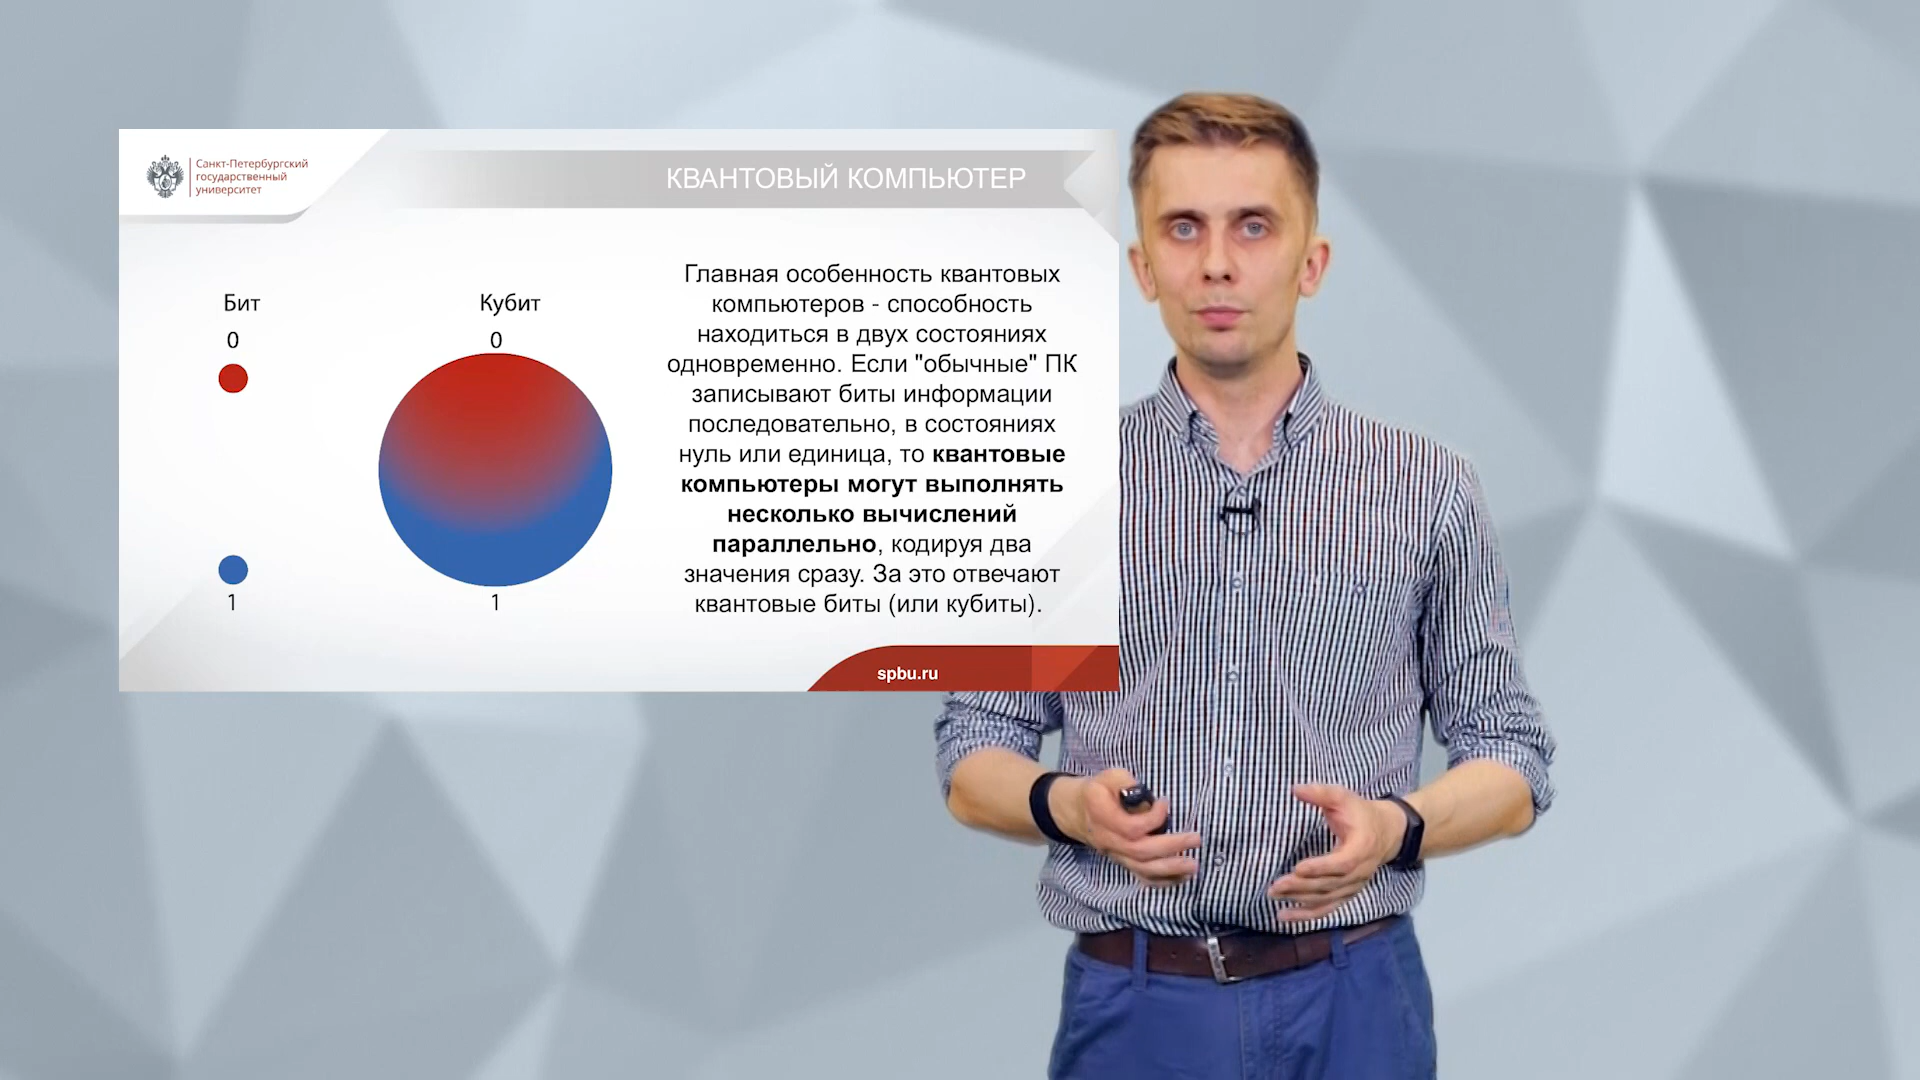 Санкт-Петербургский
государственный
университет
КВАНТОВЫЙ КОМПЬЮТЕР
Бит
0
1
Кубит
0
1
Главная особенность квантовых
компьютеров - способность
находиться в двух состояниях
одновременно. Если "обычные" ПК
записывают биты информации
последовательно, в состояниях
нуль или единица, то квантовые
компьютеры могут выполнять
несколько вычислений
параллельно, кодируя два
значения сразу. За это отвечают
квантовые биты (или кубиты).
spbu.ru